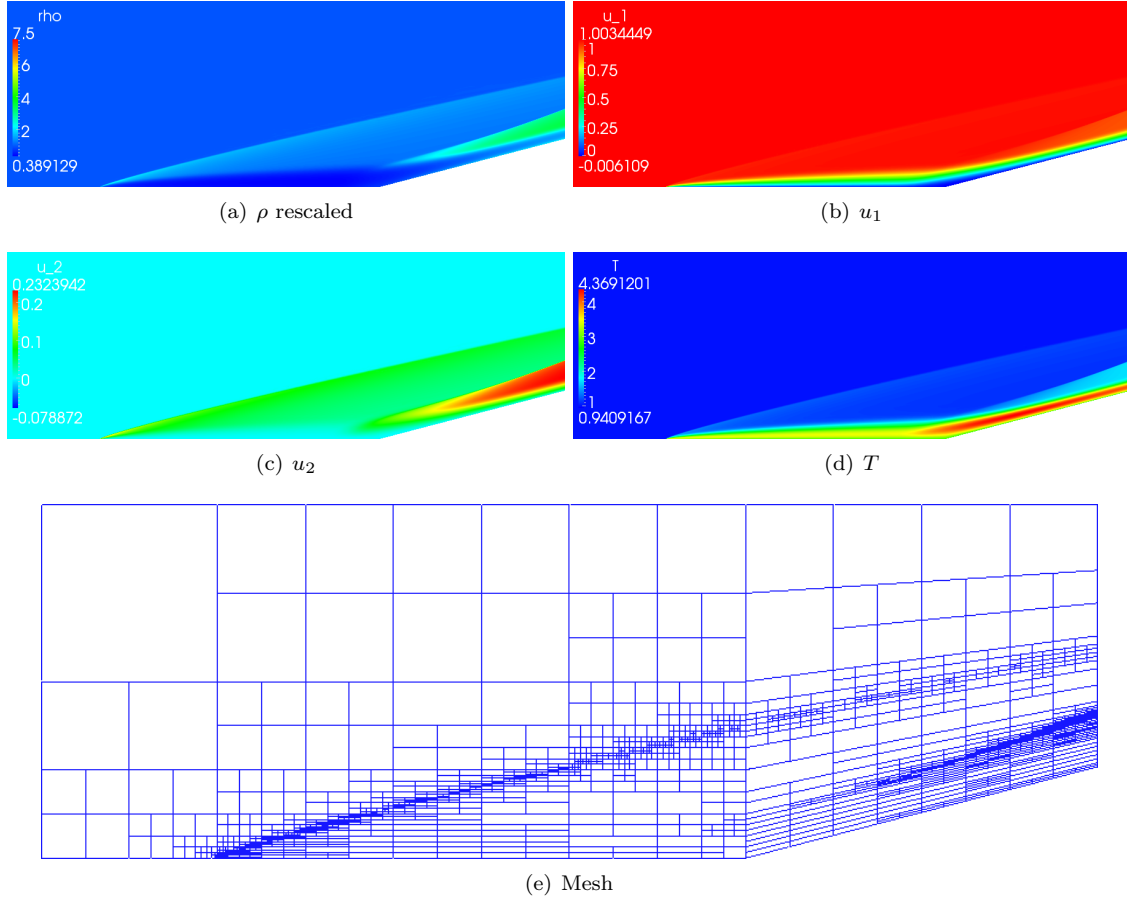 rho
7.5
6
4
2
0.389129
(a) ρ rescaled
u_1
1.0034449
1
0.75
0.5
0.25
0
-0.006109
(b) u₁
u_2
0.2323942
0.2
0.1
0
-0.078872
(c) u₂
T
4.3691201
4
3
2
1
0.9409167
(d) T
(e) Mesh